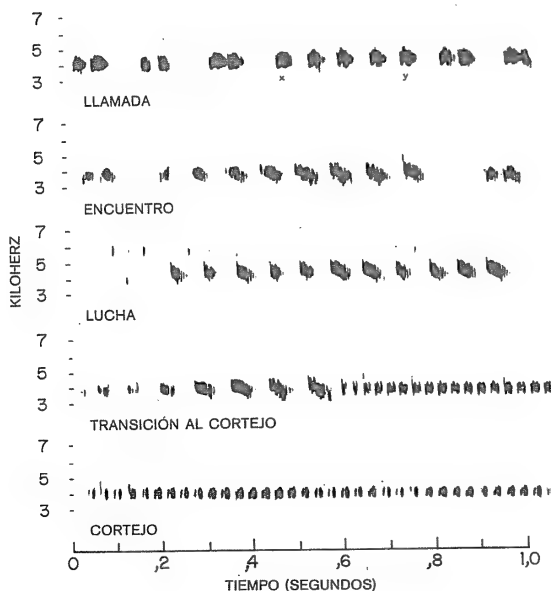 7
5
3
x y
LLAMADA
7
5
3
ENCUENTRO
7
5
3
LUCHA
7
5
3
TRANSICIÓN AL CORTEJO
7
5
3
CORTEJO
KILOHERZ
0 ,2 ,4 ,6 ,8 1,0
TIEMPO (SEGUNDOS)